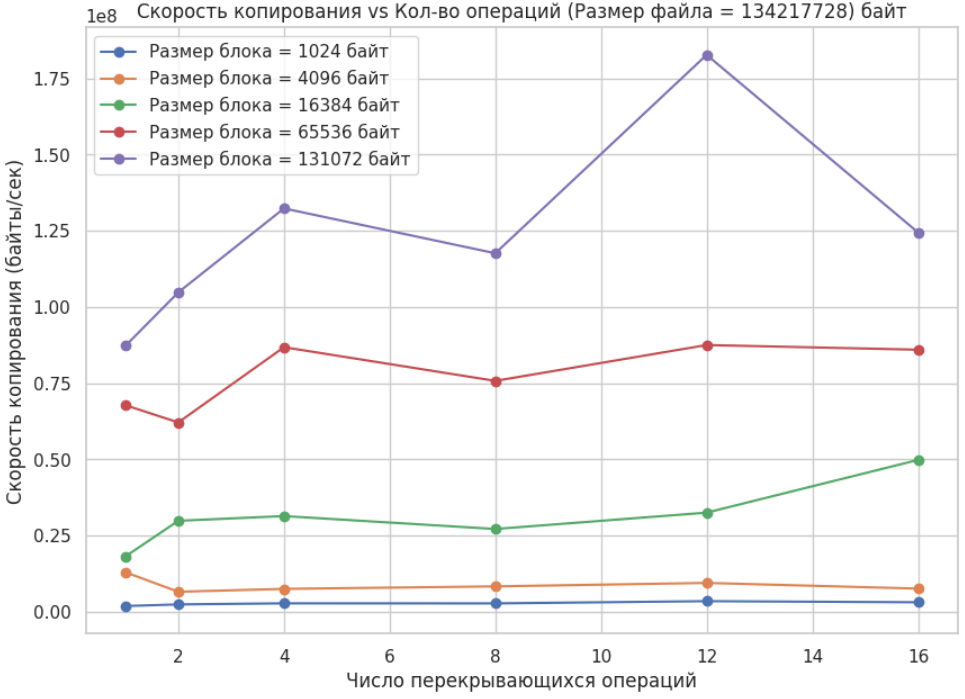 Скорость копирования vs Кол-во операций (Размер файла = 134217728) байт
1e8
Размер блока = 1024 байт
Размер блока = 4096 байт
Размер блока = 16384 байт
Размер блока = 65536 байт
Размер блока = 131072 байт
Скорость копирования (байты/сек)
1.75
1.50
1.25
1.00
0.75
0.50
0.25
0.00
2 4 6 8 10 12 14 16
Число перекрывающихся операций